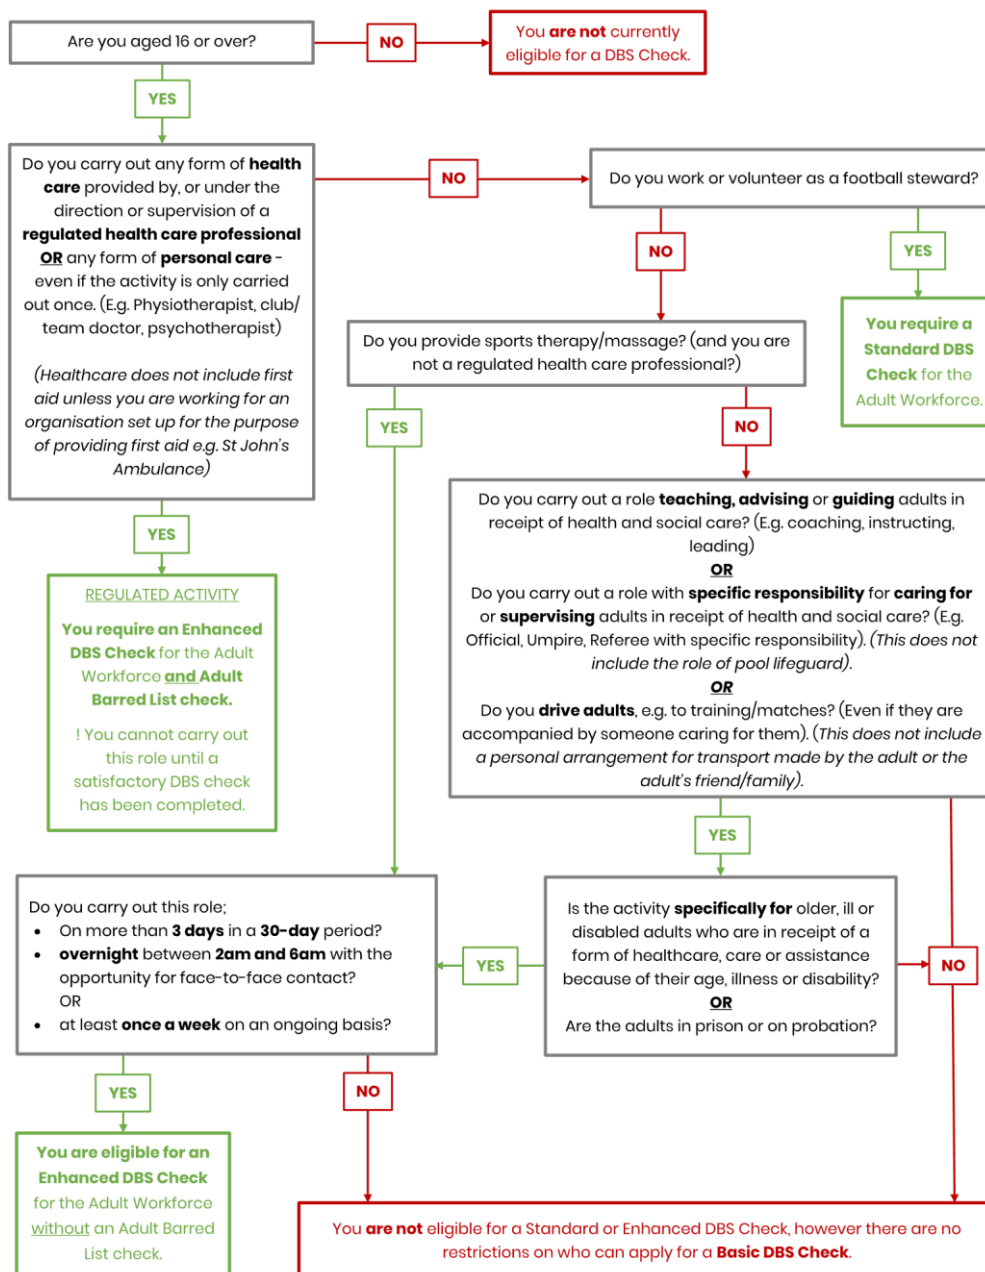 Are you aged 16 or over?
NO
You are not currently
eligible for a DBS Check.
YES
Do you carry out any form of health
care provided by, or under the
direction or supervision of a
regulated health care professional
OR any form of personal care -
even if the activity is only carried
out once. (E.g. Physiotherapist, club/
team doctor, psychotherapist)
(Healthcare does not include first
aid unless you are working for an
organisation set up for the purpose
of providing first aid e.g. St John's
Ambulance)
NO
Do you work or volunteer as a football steward?
NO
YES
You require a
Standard DBS
Check for the
Adult Workforce.
Do you provide sports therapy/massage? (and you are
not a regulated health care professional?)
YES
NO
YES
REGULATED ACTIVITY
You require an Enhanced
DBS Check for the Adult
Workforce and Adult
Barred List check.
! You cannot carry out
this role until a
satisfactory DBS check
has been completed.
Do you carry out a role teaching, advising or guiding adults in
receipt of health and social care? (E.g. coaching, instructing,
leading)
OR
Do you carry out a role with specific responsibility for caring for
or supervising adults in receipt of health and social care? (E.g.
Official, Umpire, Referee with specific responsibility). (This does not
include the role of pool lifeguard).
OR
Do you drive adults, e.g. to training/matches? (Even if they are
accompanied by someone caring for them). (This does not include
a personal arrangement for transport made by the adult or the
adult's friend/family).
YES
Do you carry out this role;
• On more than 3 days in a 30-day period?
• overnight between 2am and 6am with the
opportunity for face-to-face contact?
OR
• at least once a week on an ongoing basis?
YES
Is the activity specifically for older, ill or
disabled adults who are in receipt of a
form of healthcare, care or assistance
because of their age, illness or disability?
OR
Are the adults in prison or on probation?
NO
YES
NO
You are eligible for an
Enhanced DBS Check
for the Adult Workforce
without an Adult Barred
List check.
You are not eligible for a Standard or Enhanced DBS Check, however there are no
restrictions on who can apply for a Basic DBS Check.